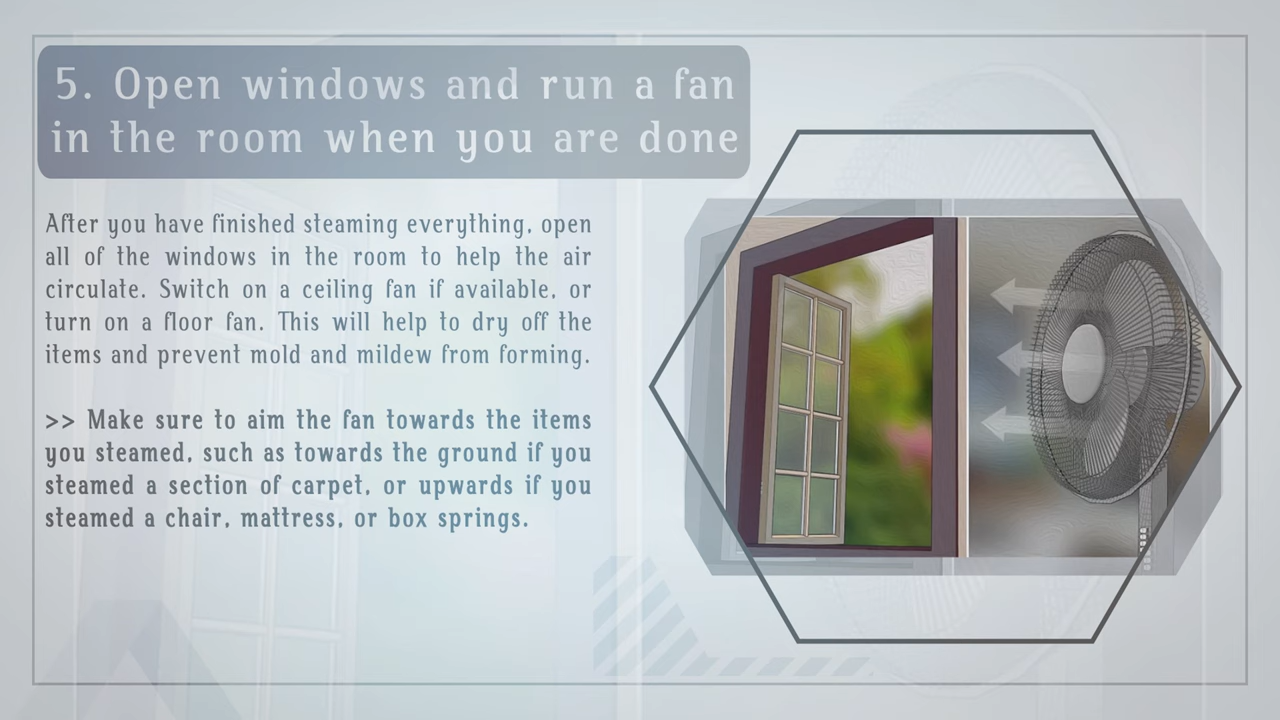 5. Open windows and run a fan
in the room when you are done
After you have finished steaming everything, open
all of the windows in the room to help the air
circulate. Switch on a ceiling fan if available, or
turn on a floor fan. This will help to dry off the
items and prevent mold and mildew from forming.
>> Make sure to aim the fan towards the items
you steamed, such as towards the ground if you
steamed a section of carpet, or upwards if you
steamed a chair, mattress, or box springs.